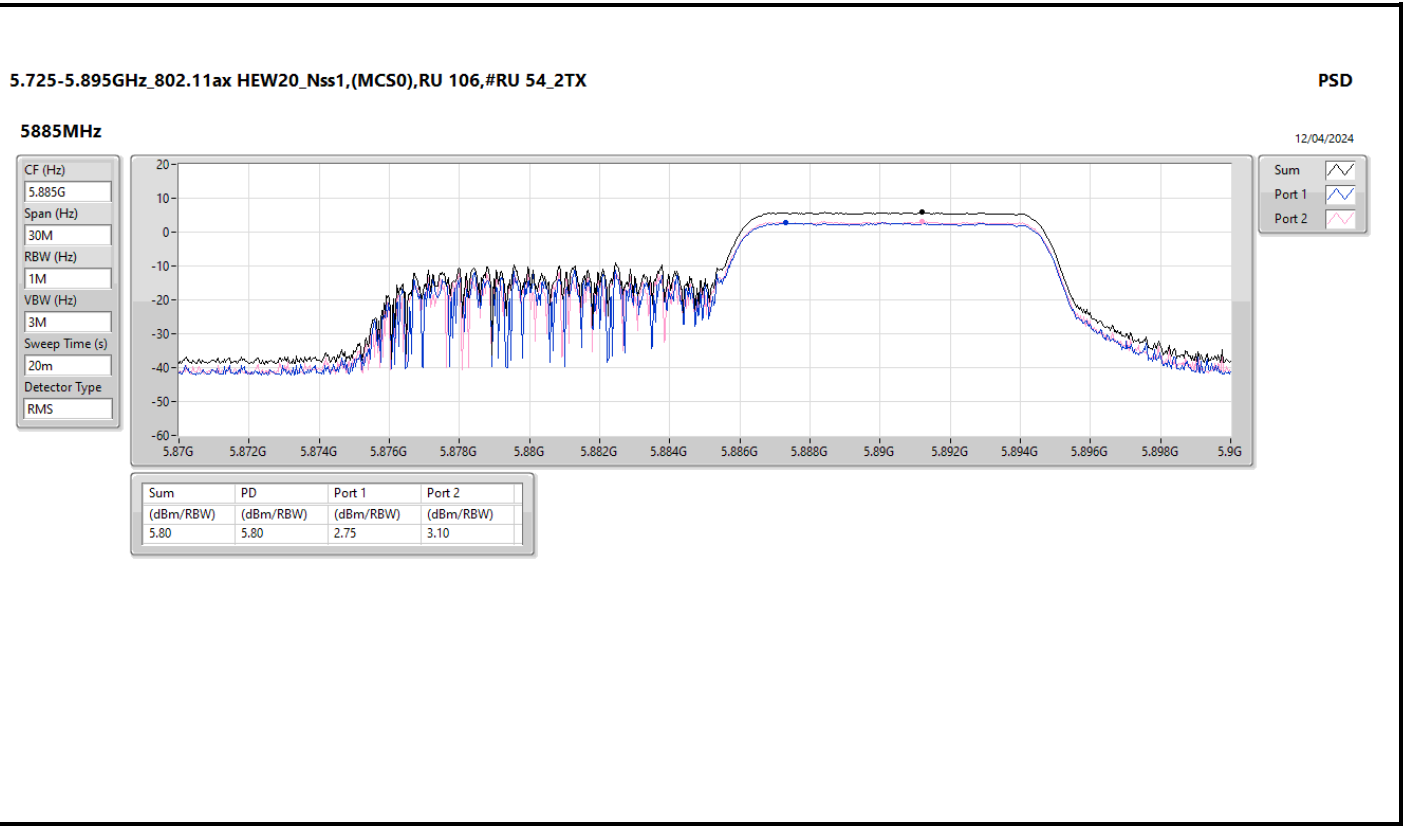 5.725-5.895GHz_802.11ax HEW20_Nss1,(MCS0),RU 106,#RU 54_2TX
PSD
5885MHz
12/04/2024
CF (Hz)
5.885G
Span (Hz)
30M
RBW (Hz)
1M
VBW (Hz)
3M
Sweep Time (s)
20m
Detector Type
RMS
20
10
0
-10
-20
-30
-40
-50
-60
5.87G 5.872G 5.874G 5.876G 5.878G 5.88G 5.882G 5.884G 5.886G 5.888G 5.89G 5.892G 5.894G 5.896G 5.898G 5.9G
Sum
Port 1
Port 2
Sum PD Port 1 Port 2
(dBm/RBW) (dBm/RBW) (dBm/RBW) (dBm/RBW)
5.80 5.80 2.75 3.10